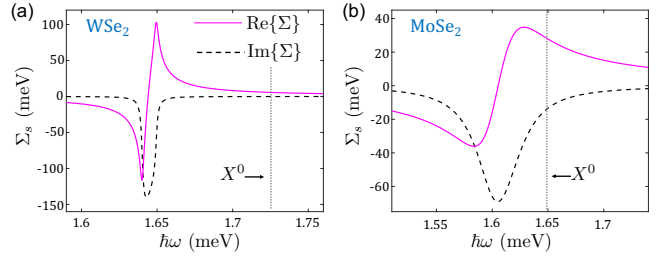 (a)
WSe₂
Re{Σ}
Im{Σ}
Σₛ (meV)
100
50
0
-50
-100
-150
X⁰
1.6
1.65
1.7
1.75
ħω (meV)
(b)
MoSe₂
Σₛ (meV)
40
20
0
-20
-40
-60
X⁰
1.55
1.6
1.65
1.7
ħω (meV)